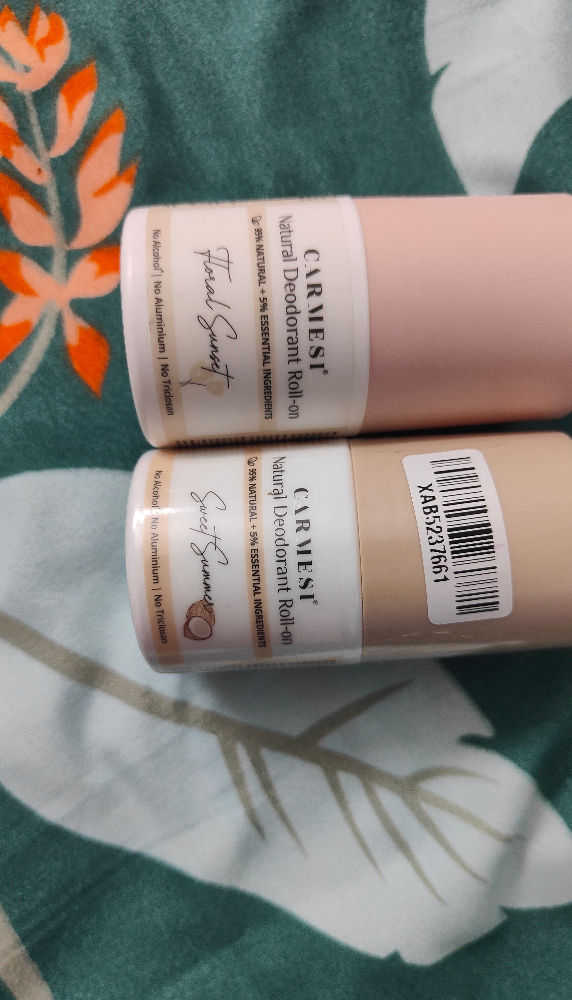 CARMESI®
Natural Deodorant Roll-on
95% NATURAL + 5% ESSENTIAL INGREDIENTS
Floral Sunset
No Alcohol | No Aluminium | No Triclosan
CARMESI®
Natural Deodorant Roll-on
95% NATURAL + 5% ESSENTIAL INGREDIENTS
Sweet Summer
No Alcohol | No Aluminium | No Triclosan
XAB5237661